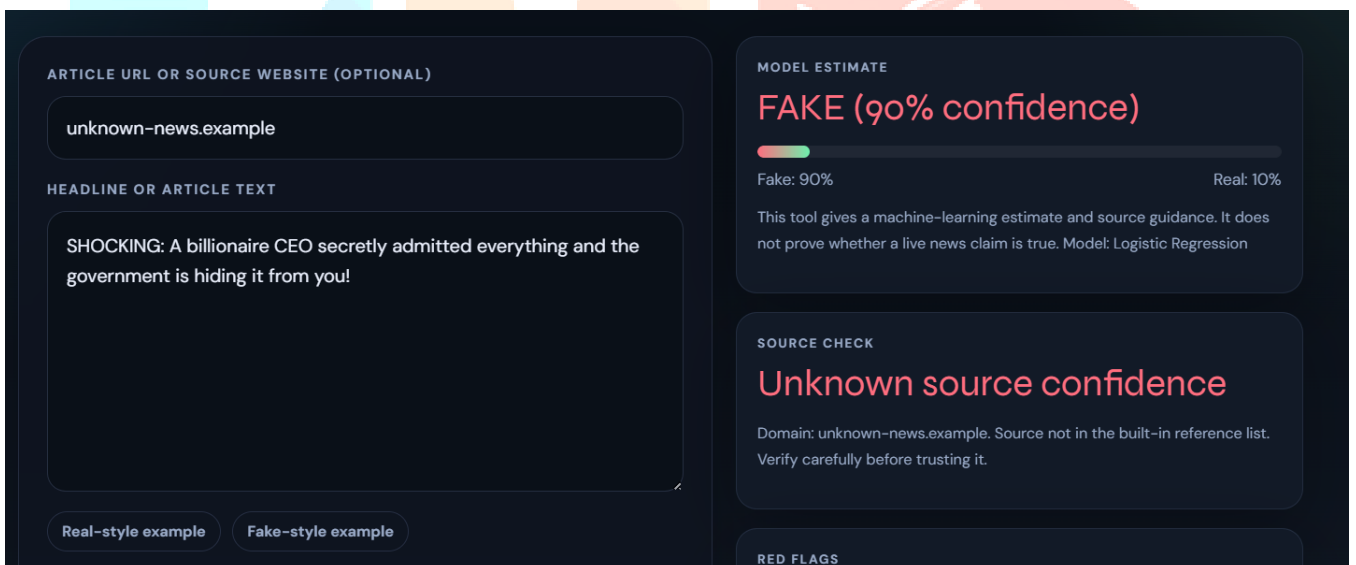 ARTICLE URL OR SOURCE WEBSITE (OPTIONAL)
unknown-news.example
HEADLINE OR ARTICLE TEXT
SHOCKING: A billionaire CEO secretly admitted everything and the
government is hiding it from you!
Real-style example
Fake-style example
MODEL ESTIMATE
FAKE (90% confidence)
Fake: 90%
Real: 10%
This tool gives a machine-learning estimate and source guidance. It does
not prove whether a live news claim is true. Model: Logistic Regression
SOURCE CHECK
Unknown source confidence
Domain: unknown-news.example. Source not in the built-in reference list.
Verify carefully before trusting it.
RED FLAGS